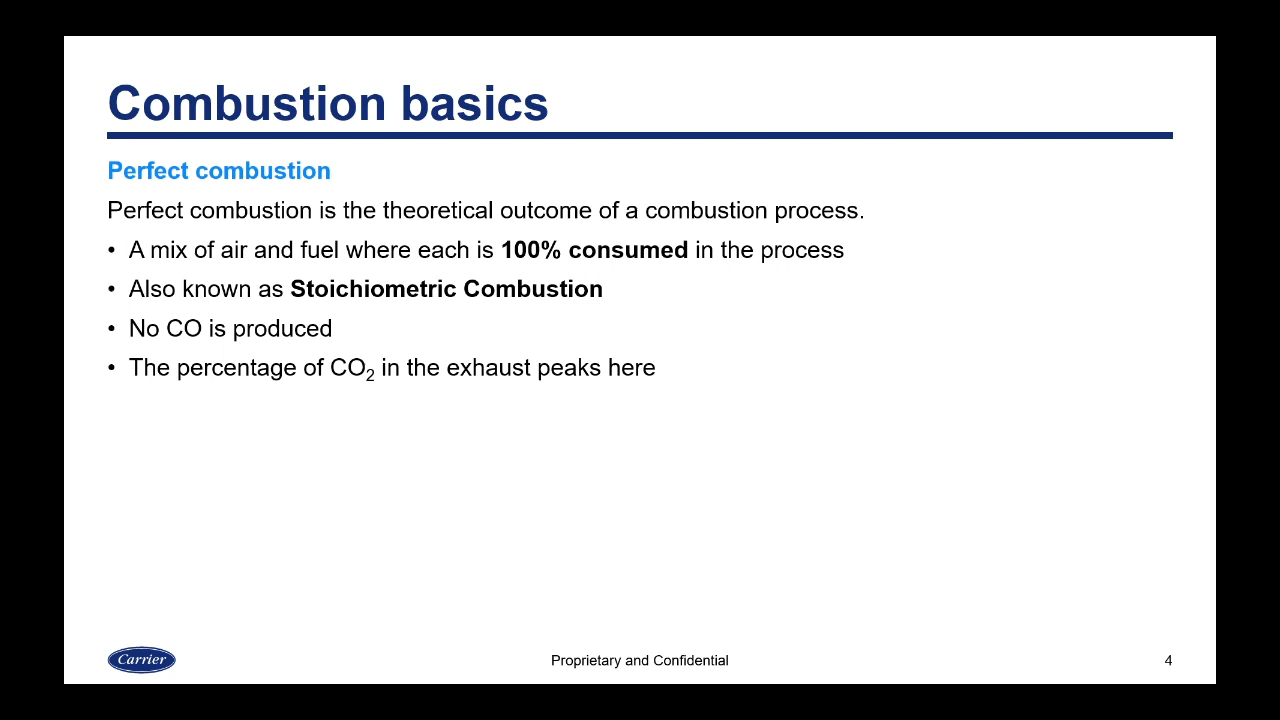 Combustion basics
Perfect combustion
Perfect combustion is the theoretical outcome of a combustion process.
• A mix of air and fuel where each is 100% consumed in the process
• Also known as Stoichiometric Combustion
• No CO is produced
• The percentage of CO₂ in the exhaust peaks here
Carrier
Proprietary and Confidential
4